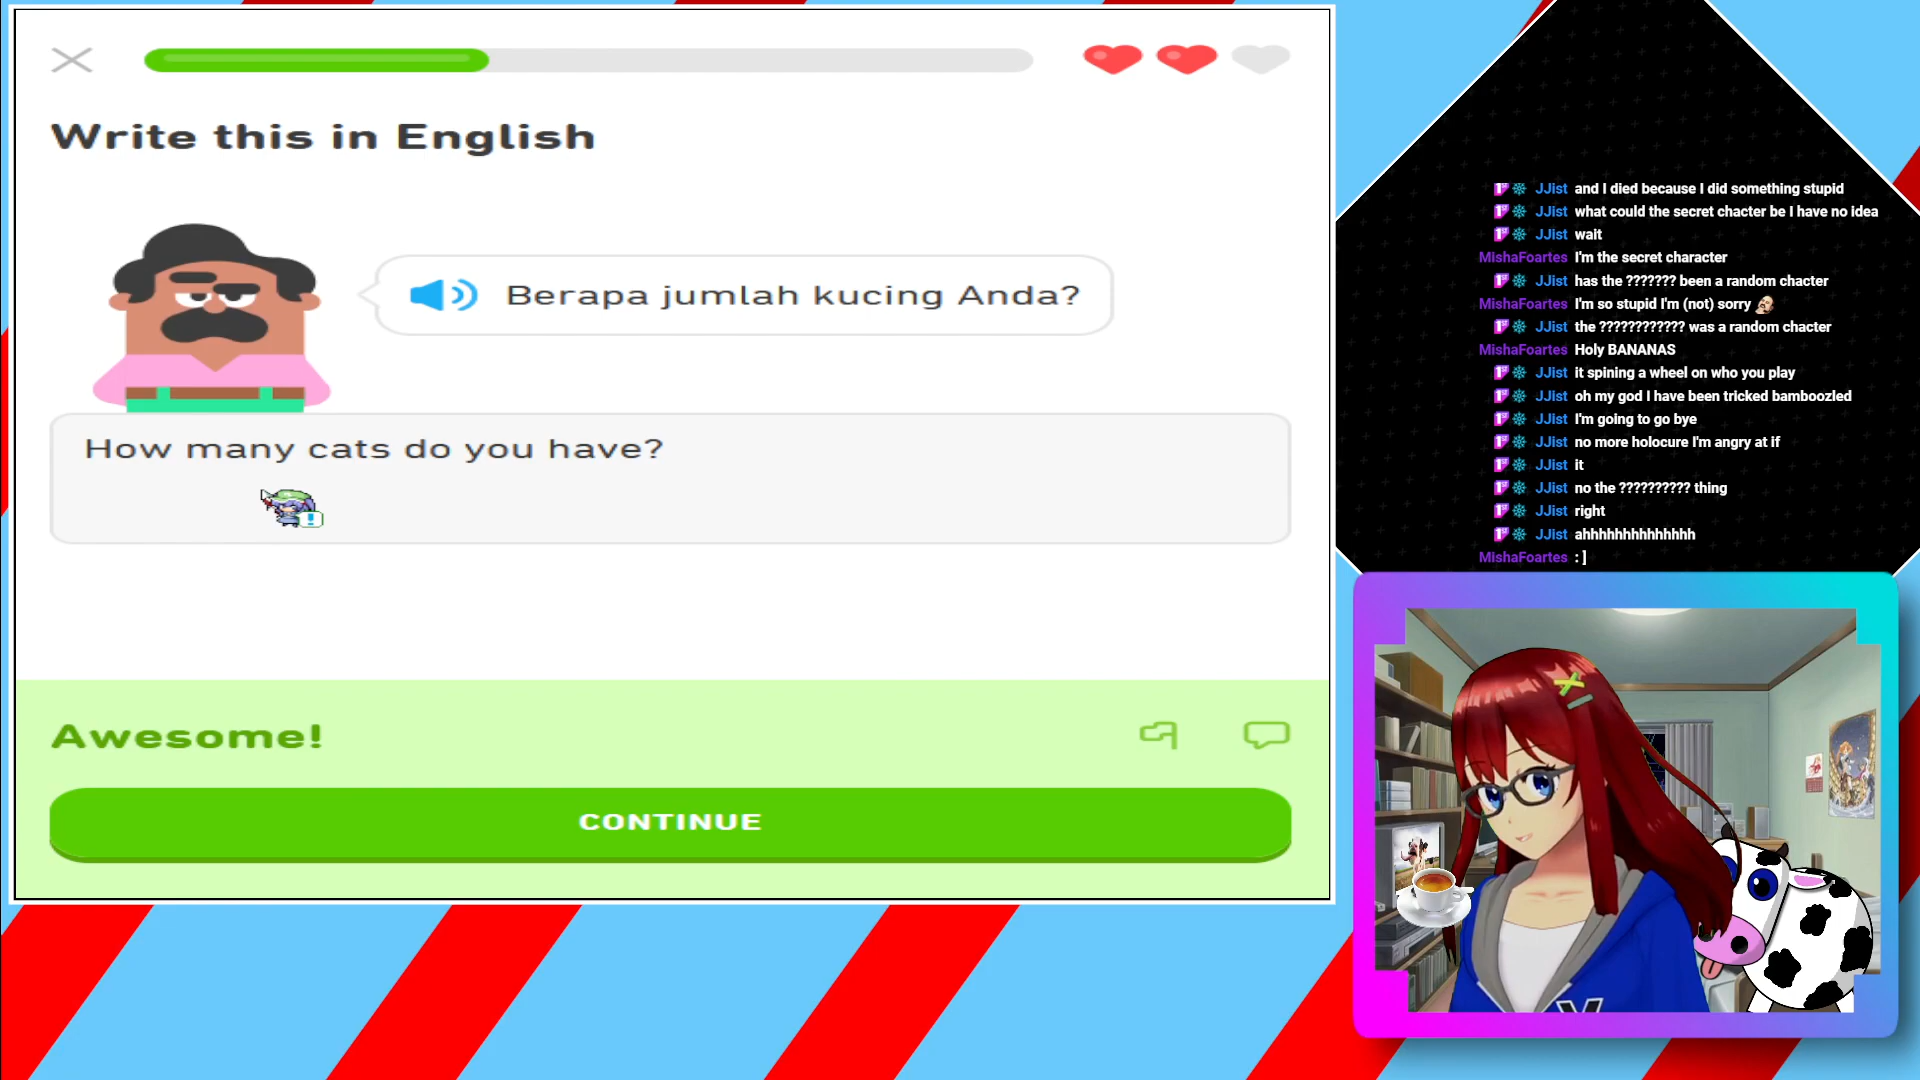 Write this in English
Berapa jumlah kucing Anda?
How many cats do you have?
Awesome!
CONTINUE
JJist and I died because I did something stupid
JJist what could the secret chacter be I have no idea
JJist wait
MishaFoartes I'm the secret character
JJist has the ??????? been a random chacter
MishaFoartes I'm so stupid I'm (not) sorry
JJist the ???????????? was a random chacter
MishaFoartes Holy BANANAS
JJist it spining a wheel on who you play
JJist oh my god I have been tricked bamboozled
JJist I'm going to go bye
JJist no more holocure I'm angry at if
JJist it
JJist no the ?????????? thing
JJist right
JJist ahhhhhhhhhhhhhh
MishaFoartes : ]